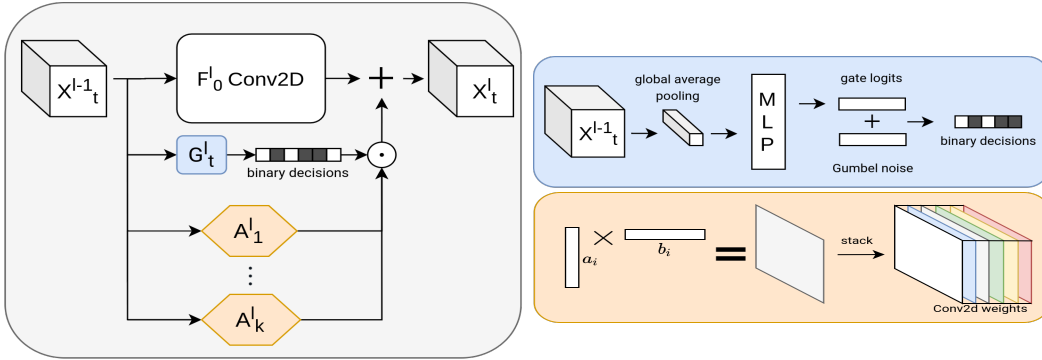 X^{l-1}_t
F^l_0 Conv2D
+
X^l_t
G^l_t
binary decisions
A^l_1
⋮
A^l_k
X^{l-1}_t
global average
pooling
M
L
P
gate logits
+
Gumbel noise
binary decisions
a_i
×
b_i
=
stack
Conv2d weights